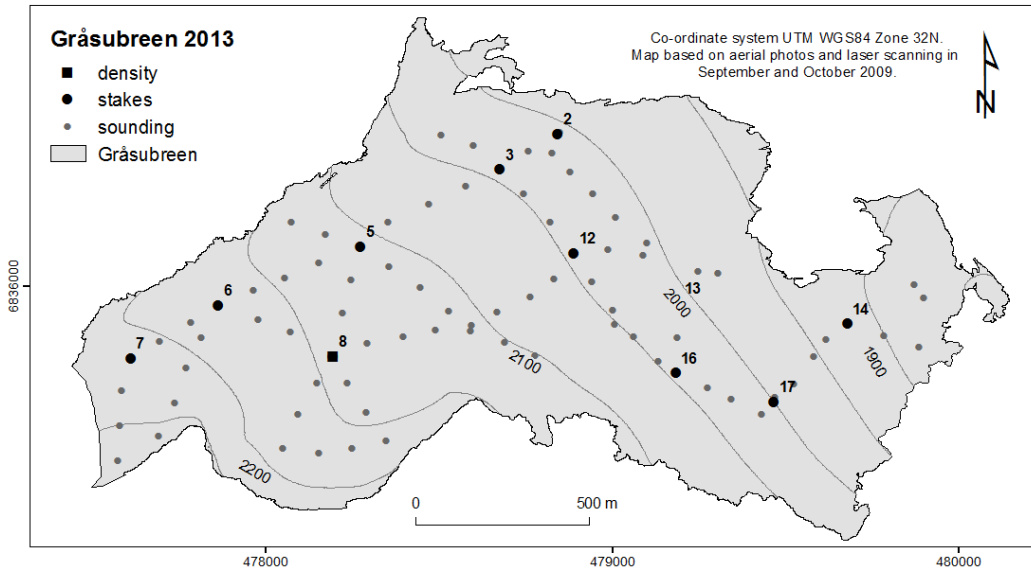 Gråsubreen 2013
density
stakes
sounding
Gråsubreen
Co-ordinate system UTM WGS84 Zone 32N.
Map based on aerial photos and laser scanning in
September and October 2009.
N
2
3
5
12
6
13
2000
14
7
8
2100
16
1900
17
2200
0 500 m
6836000
478000 479000 480000